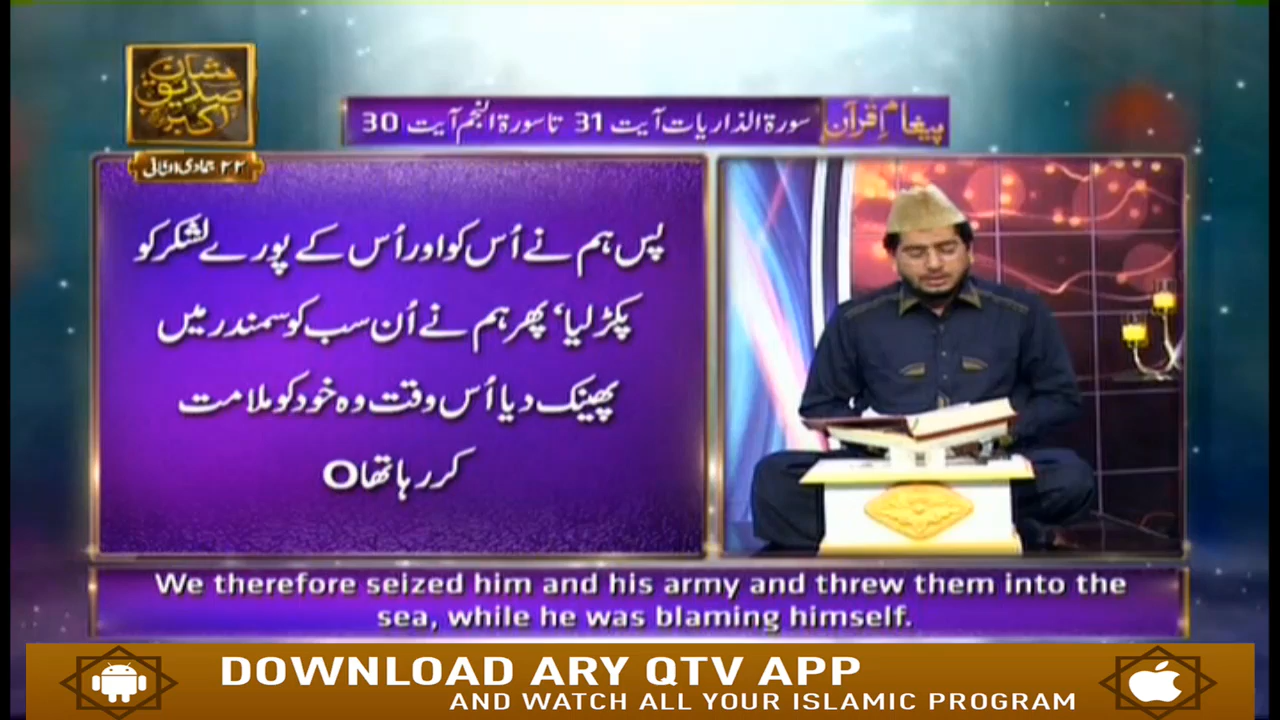 شان
صدیق
اکبر
۲۲ جمادی الثانی
پیغام قرآن
سورۃ الذاریات آیت 31 تا سورۃ النجم آیت 30
پس ہم نے اُس کو اور اُس کے پورے لشکر کو
پکڑ لیا، پھر ہم نے اُن سب کو سمندر میں
پھینک دیا اُس وقت وہ خود کو ملامت
کر رہا تھا O
We therefore seized him and his army and threw them into the
sea, while he was blaming himself.
DOWNLOAD ARY QTV APP
AND WATCH ALL YOUR ISLAMIC PROGRAM